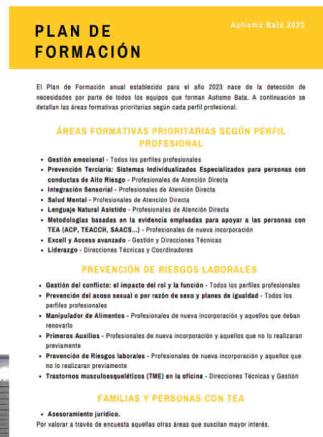 PLAN DE
FORMACIÓN
Autismo Bata 2023
El Plan de Formación anual establecido para el año 2023 nace de la detección de
necesidades por parte de todos los equipos que forman Autismo Bata. A continuación se
detallan las áreas formativas prioritarias según cada perfil profesional.
ÁREAS FORMATIVAS PRIORITARIAS SEGÚN PERFIL
PROFESIONAL
• Gestión emocional - Todos los perfiles profesionales
• Prevención Terciaria: Sistemas Individualizados Especializados para personas con
conductas de Alto Riesgo - Profesionales de Atención Directa
• Integración Sensorial - Profesionales de Atención Directa
• Salud Mental - Profesionales de Atención Directa
• Lenguaje Natural Asistido - Profesionales de Atención Directa
• Metodologías basadas en la evidencia empleadas para apoyar a las personas con
TEA (ACP, TEACCH, SAACS...) - Profesionales de nueva incorporación
• Excell y Access avanzado - Gestión y Direcciones Técnicas
• Liderazgo - Direcciones Técnicas y Coordinadores
PREVENCIÓN DE RIESGOS LABORALES
• Gestión del conflicto: el impacto del rol y la función - Todos los perfiles profesionales
• Prevención del acoso sexual o por razón de sexo y planes de igualdad - Todos los
perfiles profesionales
• Manipulador de Alimentos - Profesionales de nueva incorporación y aquellos que deban
renovarlo
• Primeros Auxilios - Profesionales de nueva incorporación y aquellos que no lo realizaran
previamente
• Prevención de Riesgos laborales - Profesionales de nueva incorporación y aquellos que
no lo realizaran previamente
• Trastornos musculoesqueléticos (TME) en la oficina - Direcciones Técnicas y Gestión
FAMILIAS Y PERSONAS CON TEA
• Asesoramiento jurídico.
Por valorar a través de encuesta aquellas otras áreas que suscitan mayor interés.